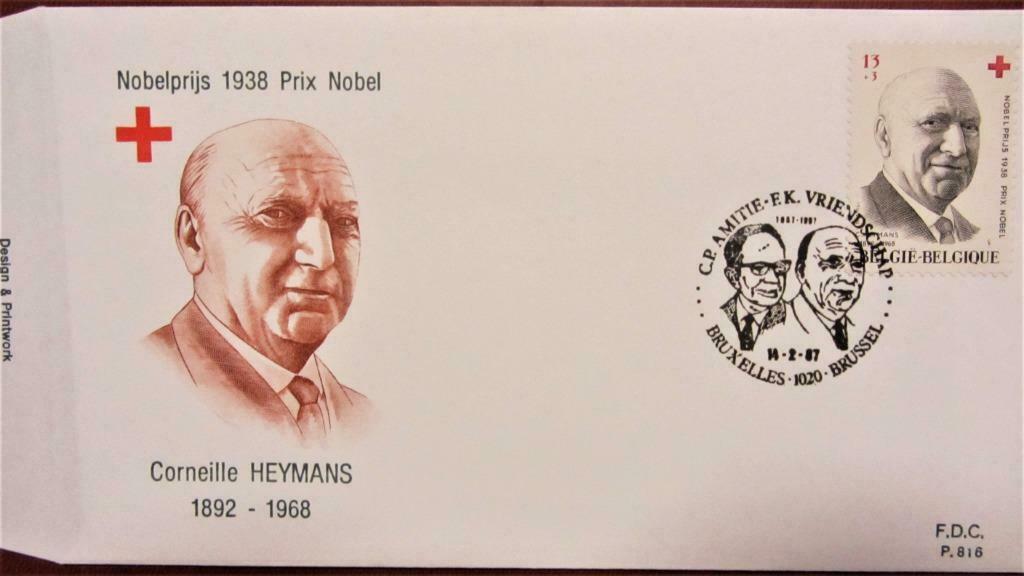 Nobelprijs 1938 Prix Nobel
13
+3
NOBELPRIJS 1938 PRIX NOBEL
BELGIË-BELGIQUE
C.P. AMITIE-F.K. VRIENDSCHAP
14-2-87
BRUXELLES · 1020 · BRUSSEL
Corneille HEYMANS
1892 - 1968
Design & Printwork
F.D.C.
P.816